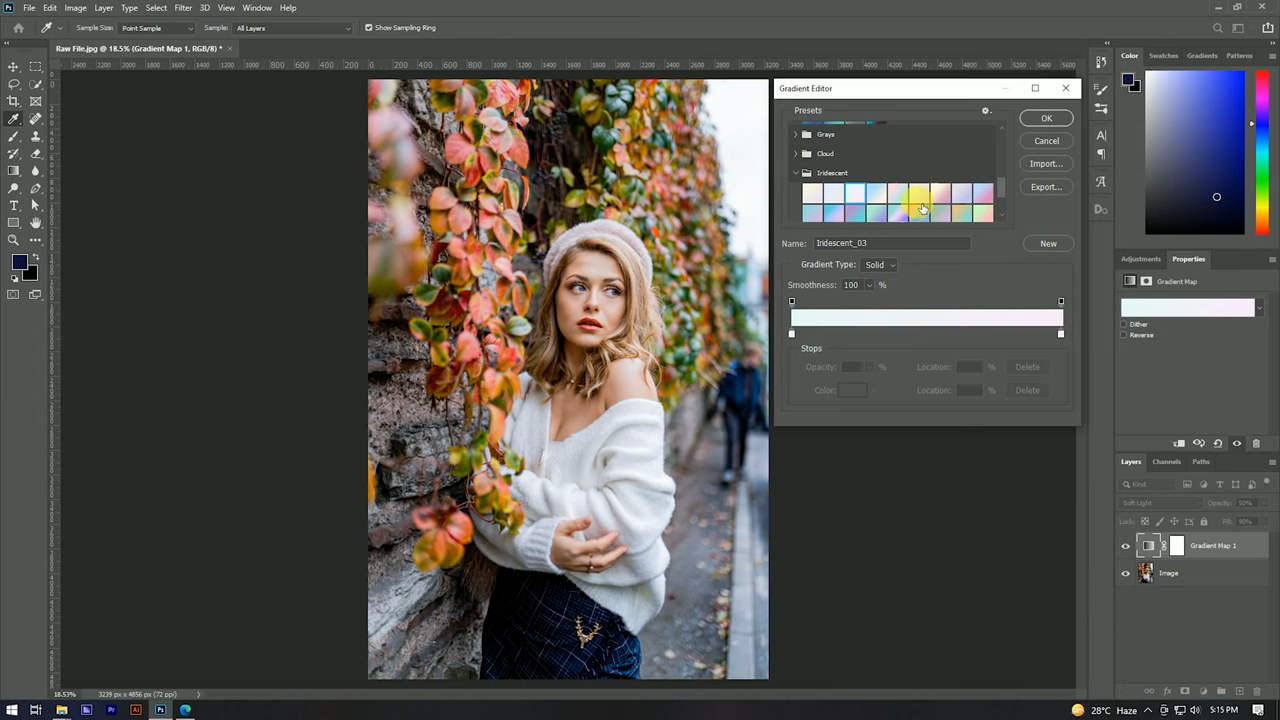 File Edit Image Layer Type Select Filter 3D View Window Help
Sample Size: Point Sample Sample: All Layers Show Sampling Ring
Raw File.jpg @ 18.5% (Gradient Map 1, RGB/8) *
Gradient Editor
Presets
Grays
Cloud
Iridescent
OK
Cancel
Import...
Export...
Name: Iridescent_03
New
Gradient Type: Solid
Smoothness: 100 %
Stops
Opacity: % Location: % Delete
Color: Location: % Delete
Color Swatches Gradients Patterns
Adjustments Properties
Gradient Map
Dither
Reverse
Layers Channels Paths
Kind
Soft Light Opacity: 50%
Lock: Fill: 90%
Gradient Map 1
Image
18.53% 3239 px x 4856 px (72 ppi)
28°C Haze 5:15 PM